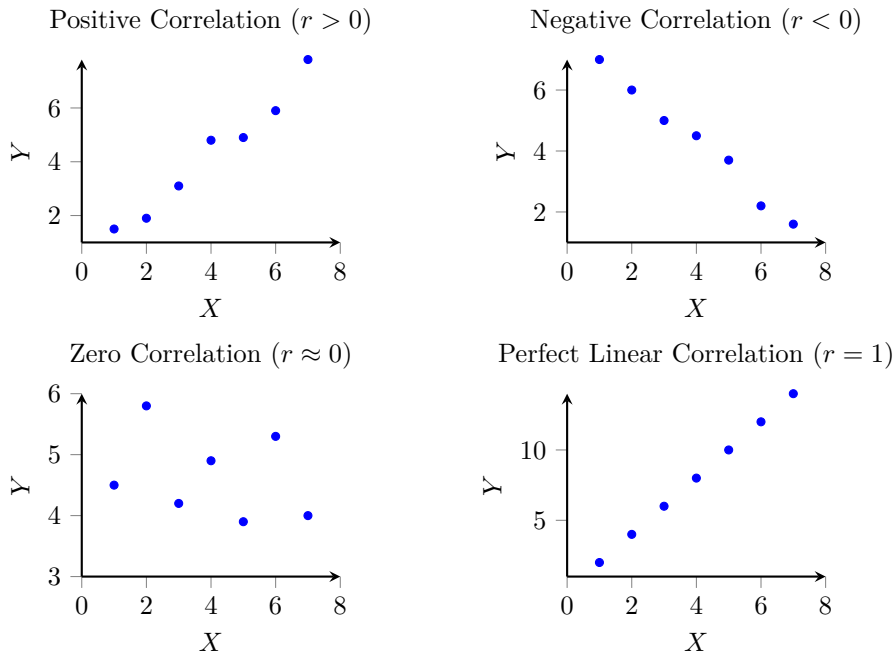 Positive Correlation (r > 0)
6
4
2
Y
0 2 4 6 8
X
Negative Correlation (r < 0)
6
4
2
Y
0 2 4 6 8
X
Zero Correlation (r ≈ 0)
6
5
4
3
Y
0 2 4 6 8
X
Perfect Linear Correlation (r = 1)
10
5
Y
0 2 4 6 8
X